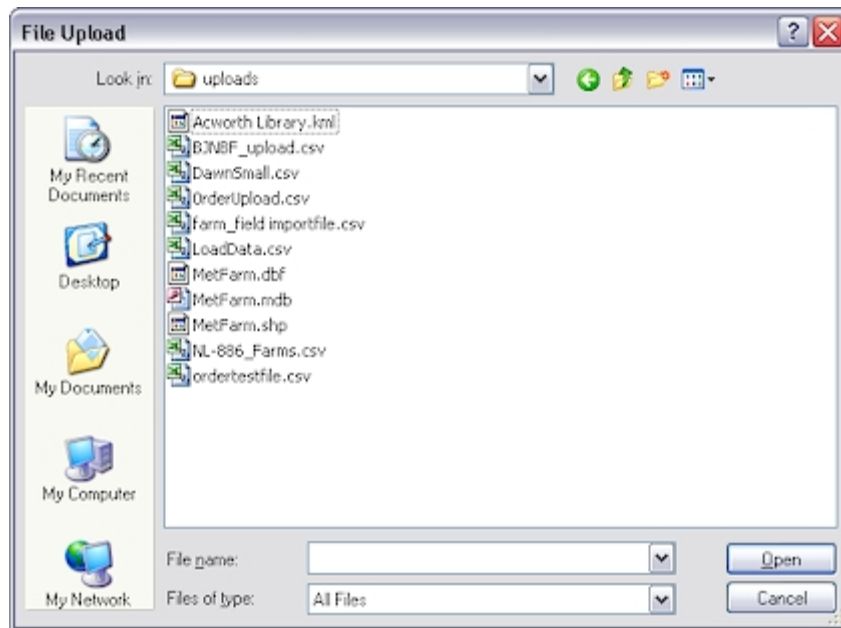 File Upload
Look in:
uploads
My Recent
Documents
Desktop
My Documents
My Computer
My Network
Acworth Library.kml
BJNBF_upload.csv
DawnSmall.csv
OrderUpload.csv
farm_field importfile.csv
LoadData.csv
MetFarm.dbf
MetFarm.mdb
MetFarm.shp
NL-886_Farms.csv
ordertestfile.csv
File name:
Open
Files of type:
All Files
Cancel